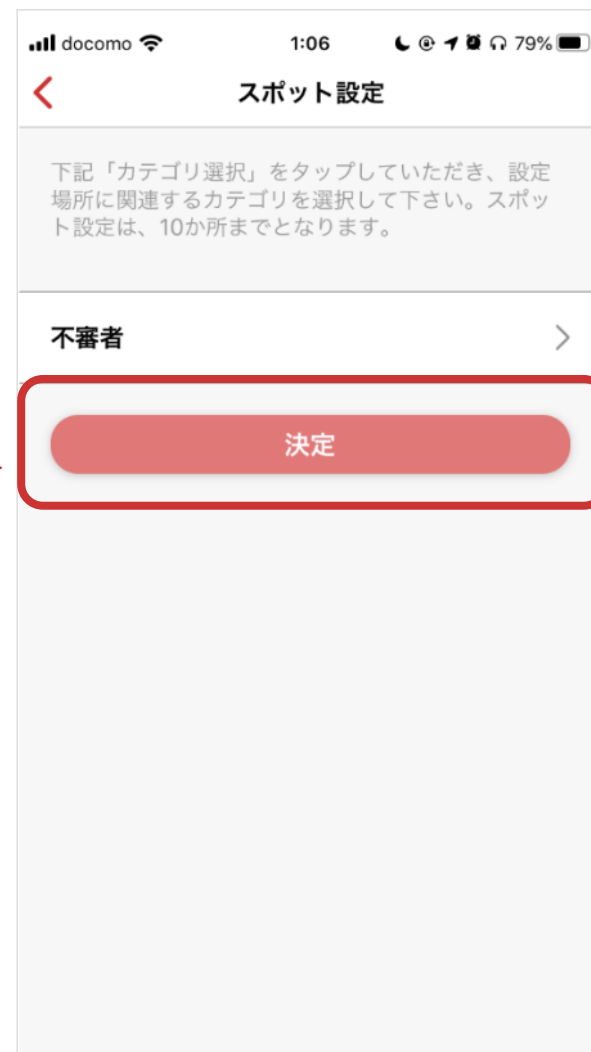 docomo 1:06 79%
スポット設定
下記「カテゴリ選択」をタップしていただき、設定
場所に関連するカテゴリを選択して下さい。スポッ
ト設定は、10か所までとなります。
不審者
決定